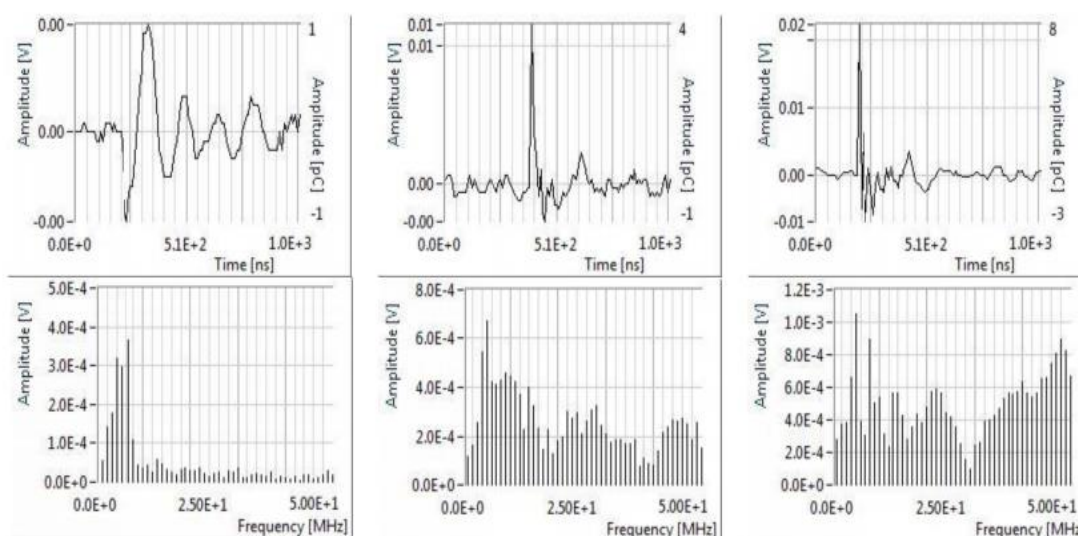 0.00
1
Amplitude [V]
0.00
Amplitude [pC]
-0.00
-1
0.0E+0
5.1E+2
1.0E+3
Time [ns]
0.01
4
0.01
Amplitude [V]
0.00
Amplitude [pC]
-0.00
-1
0.0E+0
5.1E+2
1.0E+3
Time [ns]
0.02
8
Amplitude [V]
0.01
Amplitude [pC]
0.00
-0.01
-3
0.0E+0
5.1E+2
1.0E+3
Time [ns]
5.0E-4
4.0E-4
Amplitude [V]
3.0E-4
2.0E-4
1.0E-4
0.0E+0
0.0E+0
2.50E+1
5.00E+1
Frequency [MHz]
8.0E-4
6.0E-4
Amplitude [V]
4.0E-4
2.0E-4
0.0E+0
0.0E+0
2.50E+1
5.00E+1
Frequency [MHz]
1.2E-3
1.0E-3
Amplitude [V]
8.0E-4
6.0E-4
4.0E-4
2.0E-4
0.0E+0
0.0E+0
2.50E+1
5.00E+1
Frequency [MHz]